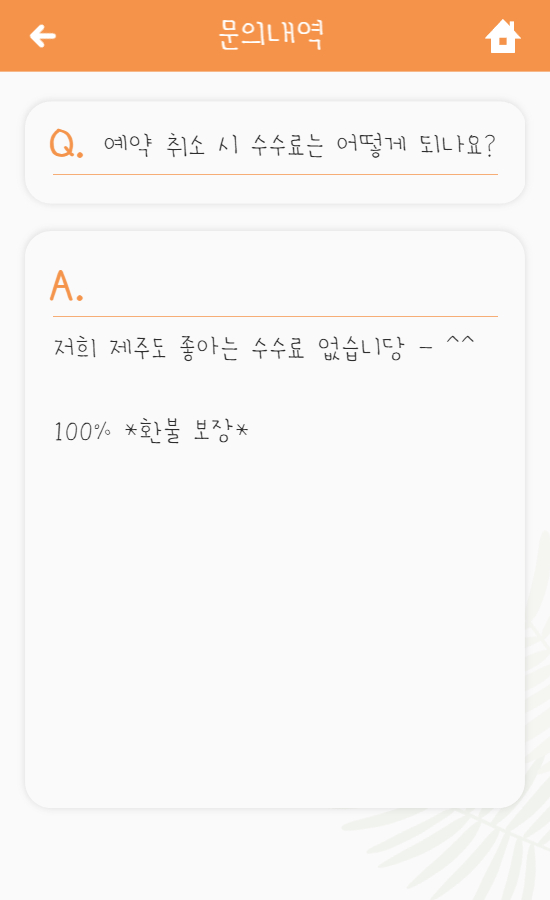 문의내역
Q. 예약 취소 시 수수료는 어떻게 되나요?
A.
저희 제주도 좋아는 수수료 없습니당 - ^^
100% *환불 보장*